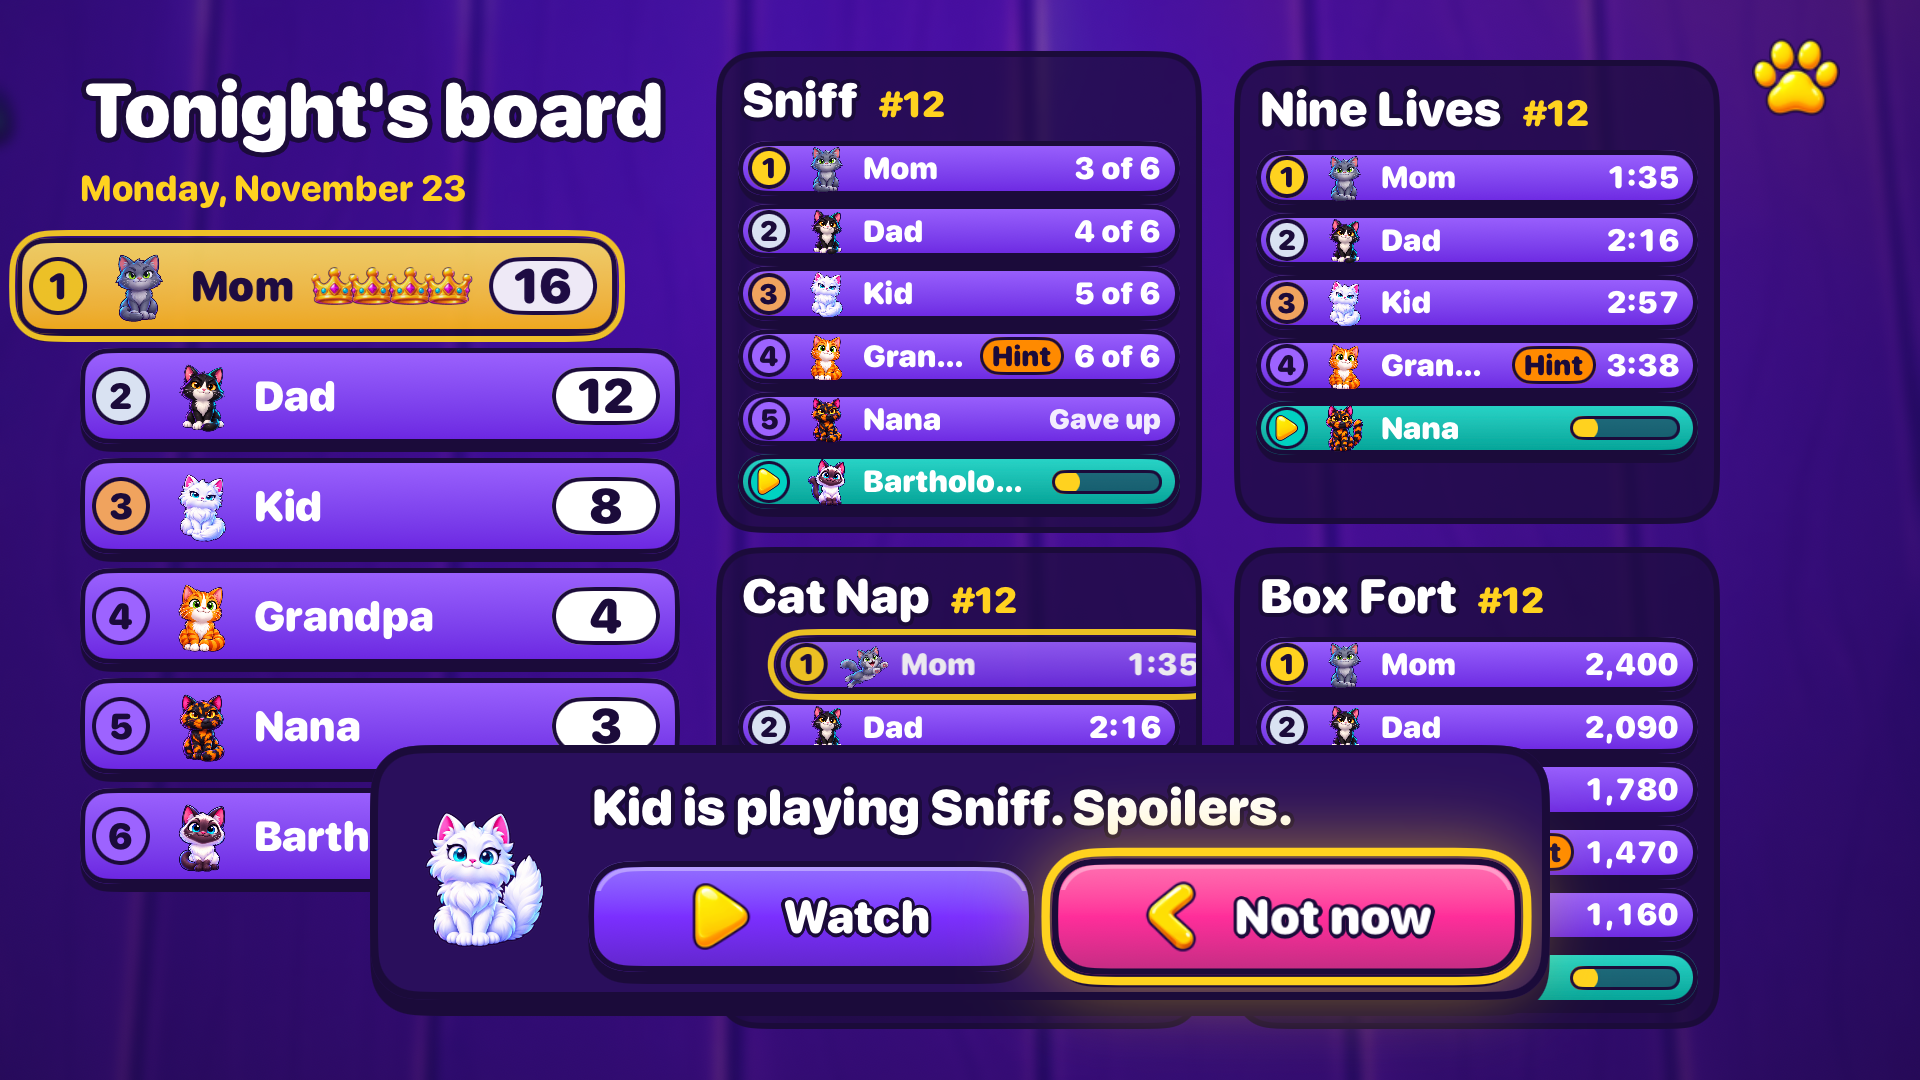 Tonight's board
Monday, November 23
1 Mom 16
2 Dad 12
3 Kid 8
4 Grandpa 4
5 Nana 3
6 Barth
Sniff #12
1 Mom 3 of 6
2 Dad 4 of 6
3 Kid 5 of 6
4 Gran... Hint 6 of 6
5 Nana Gave up
Bartholo...
Nine Lives #12
1 Mom 1:35
2 Dad 2:16
3 Kid 2:57
4 Gran... Hint 3:38
Nana
Cat Nap #12
1 Mom 1:35
2 Dad 2:16
Box Fort #12
1 Mom 2,400
2 Dad 2,090
1,780
t 1,470
1,160
Kid is playing Sniff. Spoilers.
Watch
Not now